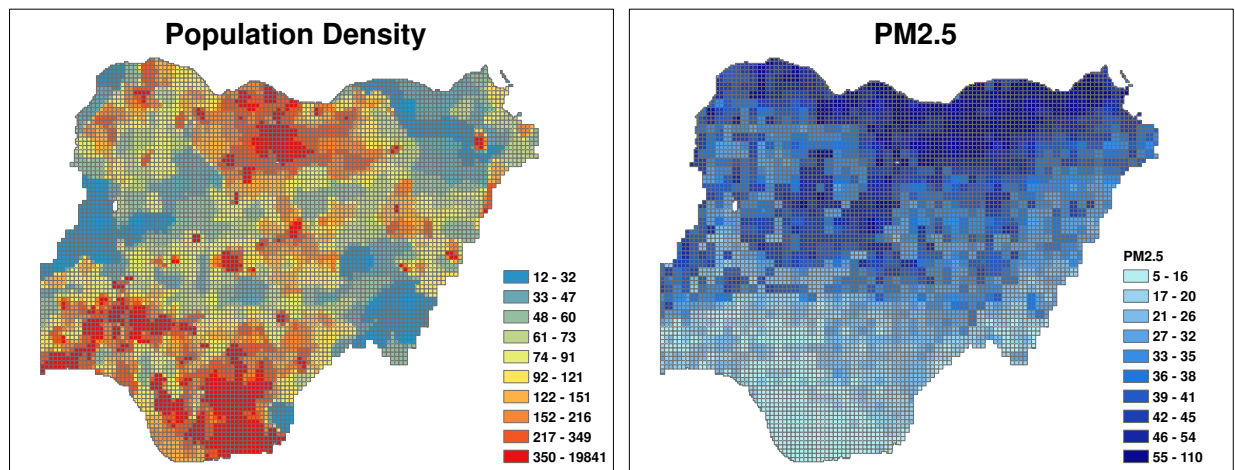 Population Density
12 - 32
33 - 47
48 - 60
61 - 73
74 - 91
92 - 121
122 - 151
152 - 216
217 - 349
350 - 19841
PM2.5
PM2.5
5 - 16
17 - 20
21 - 26
27 - 32
33 - 35
36 - 38
39 - 41
42 - 45
46 - 54
55 - 110